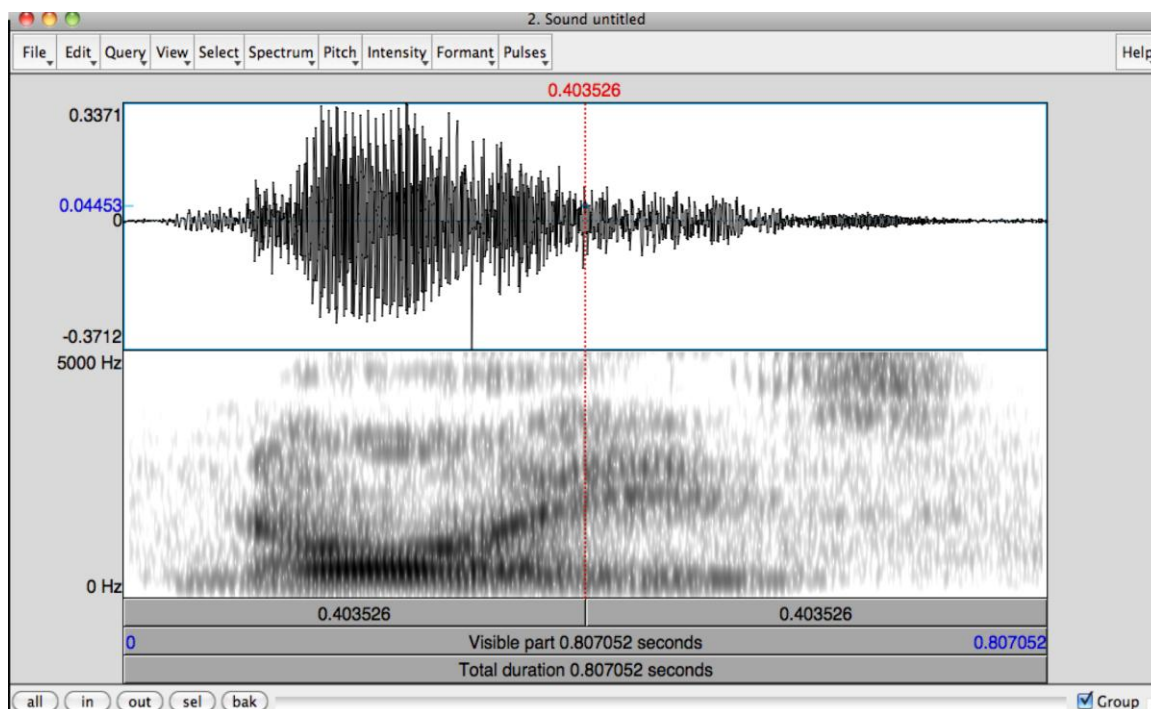 2. Sound untitled
File Edit Query View Select Spectrum Pitch Intensity Formant Pulses Help
0.403526
0.3371
0.04453
0
-0.3712
5000 Hz
0 Hz
0.403526 0.403526
0 Visible part 0.807052 seconds 0.807052
Total duration 0.807052 seconds
all in out sel bak Group